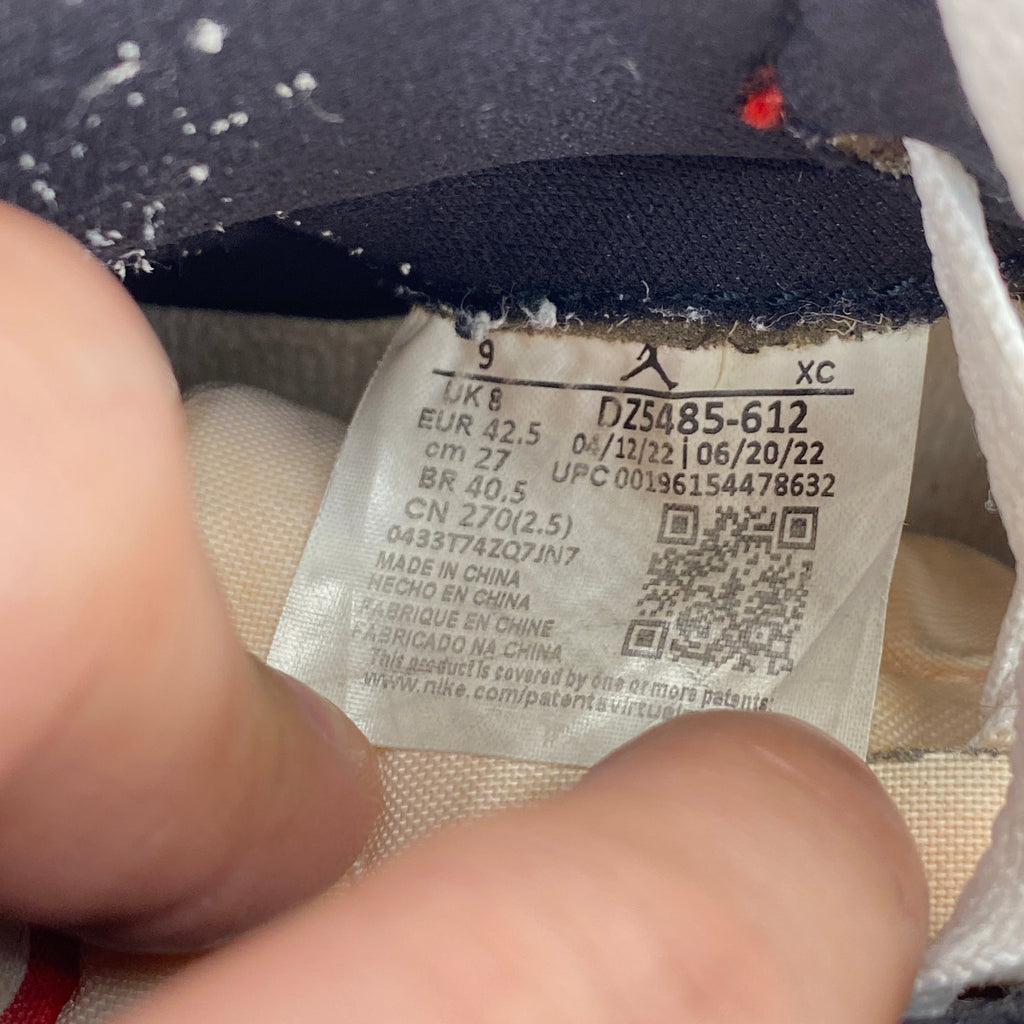 9 XC
UK 8 DZ5485-612
EUR 42.5 04/12/22 | 06/20/22
cm 27 UPC 00196154478632
BR 40.5
CN 270(2.5)
0433T74ZQ7JN7
MADE IN CHINA
HECHO EN CHINA
FABRIQUE EN CHINE
FABRICADO NA CHINA
This product is covered by one or more patents:
www.nike.com/patentavirtual